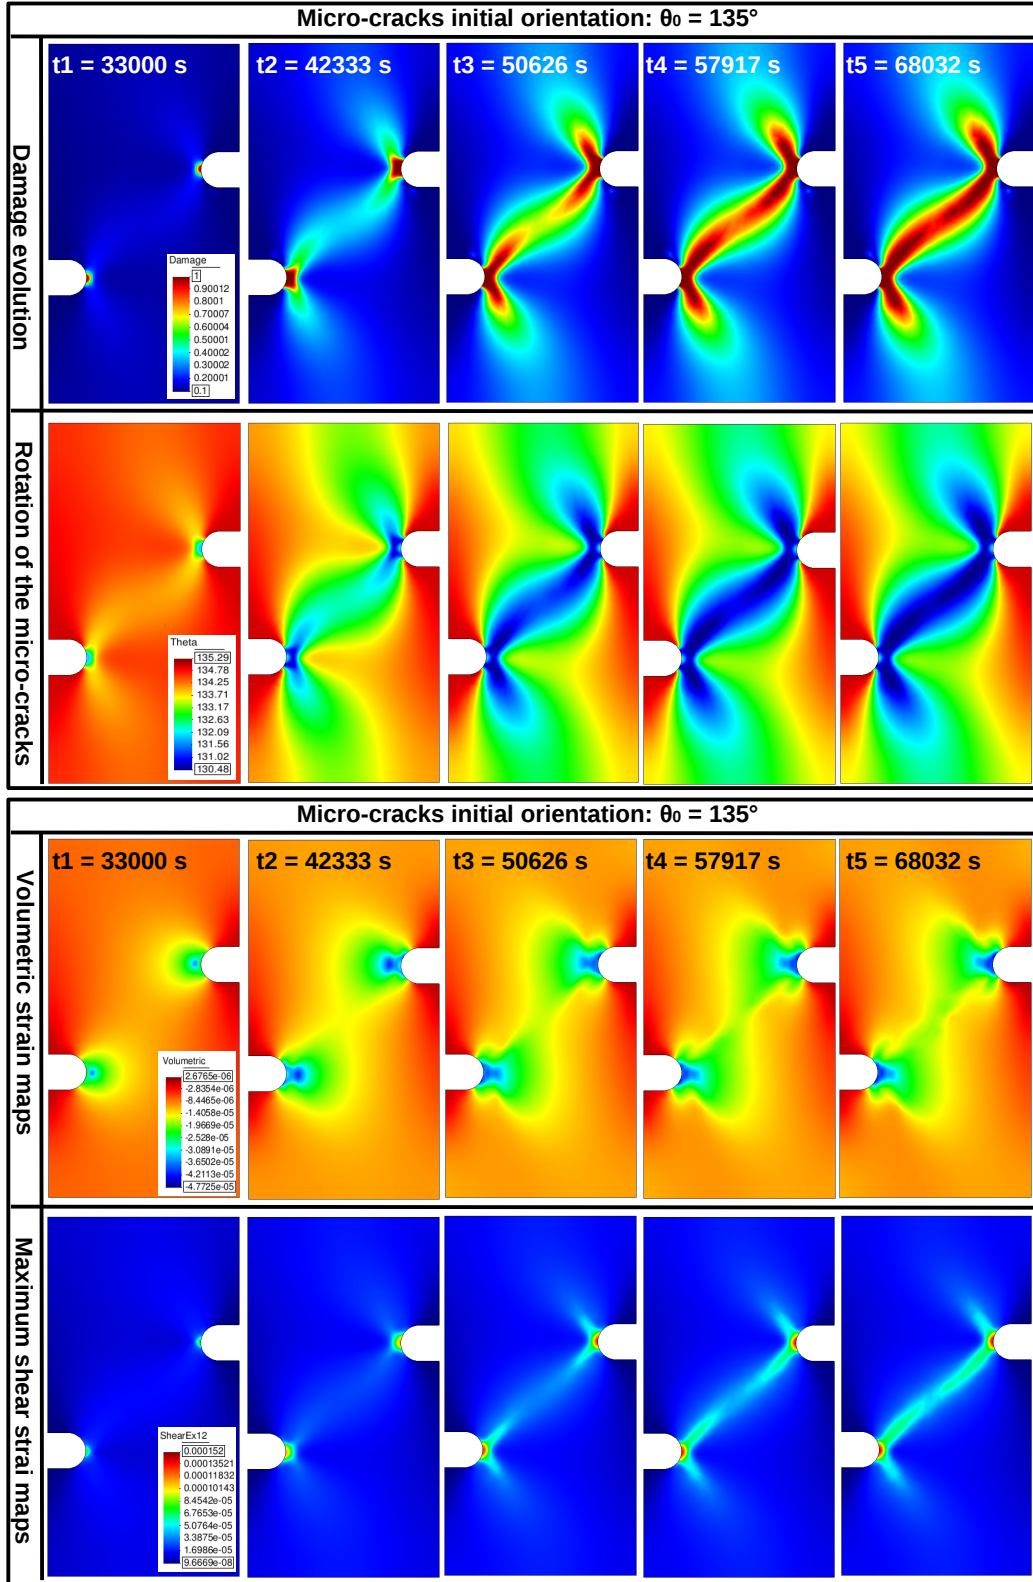 Micro-cracks initial orientation: θ₀ = 135°
Damage evolution
t1 = 33000 s
t2 = 42333 s
t3 = 50626 s
t4 = 57917 s
t5 = 68032 s
Damage
1
0.90012
0.8001
0.70007
0.60004
0.50001
0.40002
0.30002
0.20001
0.1
Rotation of the micro-cracks
Theta
135.29
134.78
134.25
133.71
133.17
132.63
132.09
131.56
131.02
130.48
Micro-cracks initial orientation: θ₀ = 135°
Volumetric strain maps
t1 = 33000 s
t2 = 42333 s
t3 = 50626 s
t4 = 57917 s
t5 = 68032 s
Volumetric
2.6765e-06
-2.8354e-06
-8.4465e-06
-1.4058e-05
-1.9669e-05
-2.528e-05
-3.0891e-05
-3.6502e-05
-4.2113e-05
-4.7725e-05
Maximum shear strai maps
ShearEx12
0.000152
0.00013521
0.00011832
0.00010143
8.4542e-05
6.7653e-05
5.0764e-05
3.3875e-05
1.6986e-05
9.6669e-08